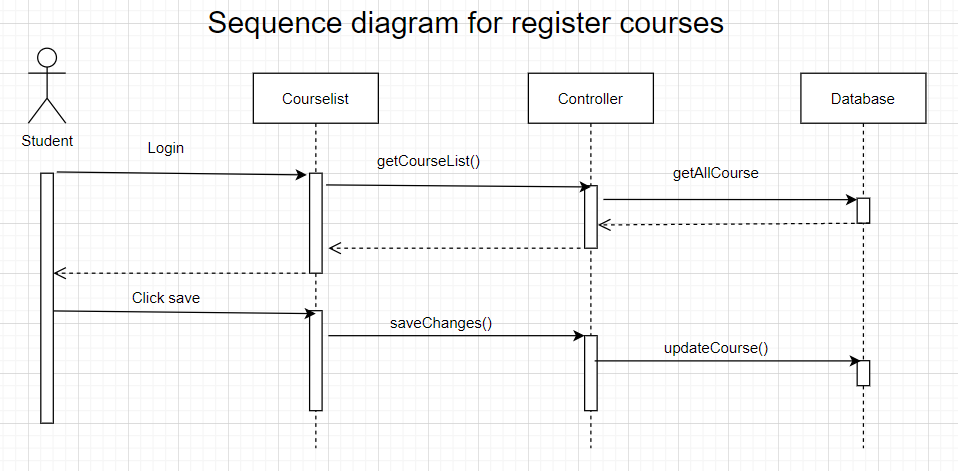 Sequence diagram for register courses
Courselist
Controller
Database
Student
Login
getCourseList()
getAllCourse
Click save
saveChanges()
updateCourse()